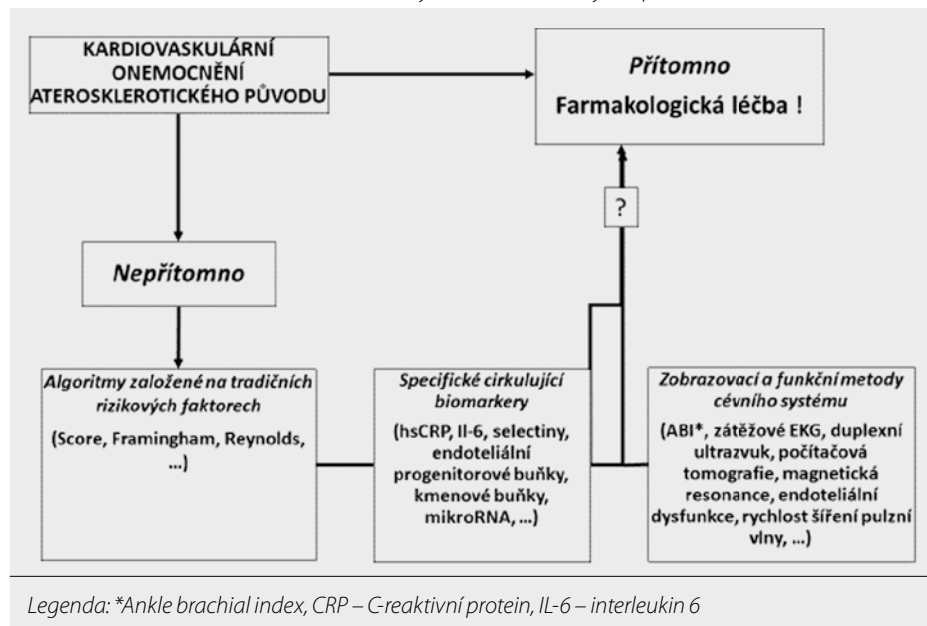 KARDIOVASKULÁRNÍ
ONEMOCNĚNÍ
ATEROSKLEROTICKÉHO PŮVODU
Přítomno
Farmakologická léčba !
?
Nepřítomno
Algoritmy založené na tradičních
rizikových faktorech
(Score, Framingham, Reynolds,
…)
Specifické cirkulující
biomarkery
(hsCRP, Il-6, selectiny,
endoteliální
progenitorové buňky,
kmenové buňky,
mikroRNA, …)
Zobrazovací a funkční metody
cévního systému
(ABI*, zátěžové EKG, duplexní
ultrazvuk, počítačová
tomografie, magnetická
resonance, endoteliální
dysfunkce, rychlost šíření pulzní
vlny, …)
Legenda: *Ankle brachial index, CRP – C-reaktivní protein, IL-6 – interleukin 6